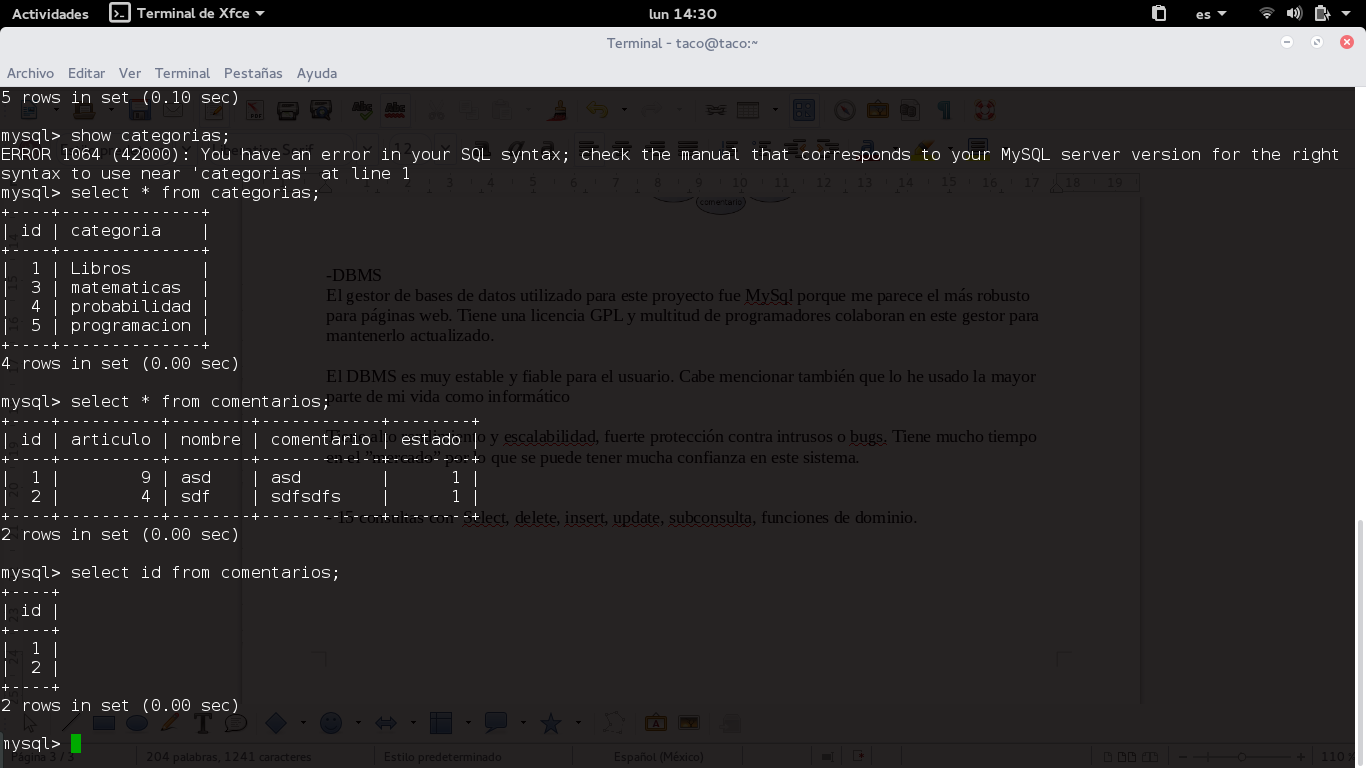 Actividades Terminal de Xfce lun 14:30 es
Terminal - taco@taco:~
Archivo Editar Ver Terminal Pestañas Ayuda
5 rows in set (0.10 sec)
mysql> show categorias;
ERROR 1064 (42000): You have an error in your SQL syntax; check the manual that corresponds to your MySQL server version for the right
syntax to use near 'categorias' at line 1
mysql> select * from categorias;
+----+--------------+
| id | categoria    |
+----+--------------+
|  1 | Libros       |
|  3 | matematicas  |
|  4 | probabilidad |
|  5 | programacion |
+----+--------------+
4 rows in set (0.00 sec)
mysql> select * from comentarios;
+----+----------+--------+------------+--------+
| id | articulo | nombre | comentario | estado |
+----+----------+--------+------------+--------+
|  1 |        9 | asd    | asd        |      1 |
|  2 |        4 | sdf    | sdfsdfs    |      1 |
+----+----------+--------+------------+--------+
2 rows in set (0.00 sec)
mysql> select id from comentarios;
+----+
| id |
+----+
|  1 |
|  2 |
+----+
2 rows in set (0.00 sec)
mysql>
comentario
-DBMS
El gestor de bases de datos utilizado para este proyecto fue MySql porque me parece el más robusto
para páginas web. Tiene una licencia GPL y multitud de programadores colaboran en este gestor para
mantenerlo actualizado.
El DBMS es muy estable y fiable para el usuario. Cabe mencionar también que lo he usado la mayor
parte de mi vida como informático
y escalabilidad, fuerte protección contra intrusos o bugs, Tiene mucho tiempo
en el "mercado" por lo que se puede tener mucha confianza en este sistema.
- 15 consultas con Select, delete, insert, update, subconsulta, funciones de dominio.
Página 3 / 3 204 palabras, 1241 caracteres Estilo predeterminado Español (México) 110